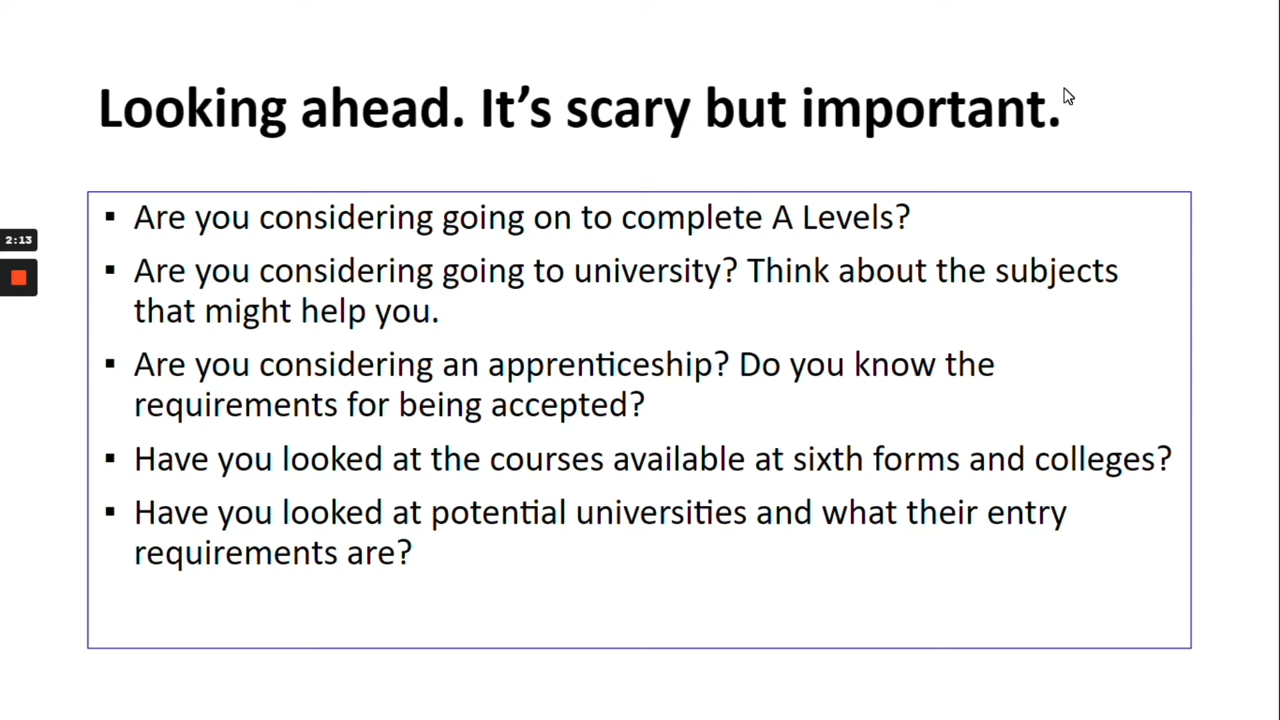 Looking ahead. It’s scary but important.
▪ Are you considering going on to complete A Levels?
▪ Are you considering going to university? Think about the subjects
that might help you.
▪ Are you considering an apprenticeship? Do you know the
requirements for being accepted?
▪ Have you looked at the courses available at sixth forms and colleges?
▪ Have you looked at potential universities and what their entry
requirements are?
2:13